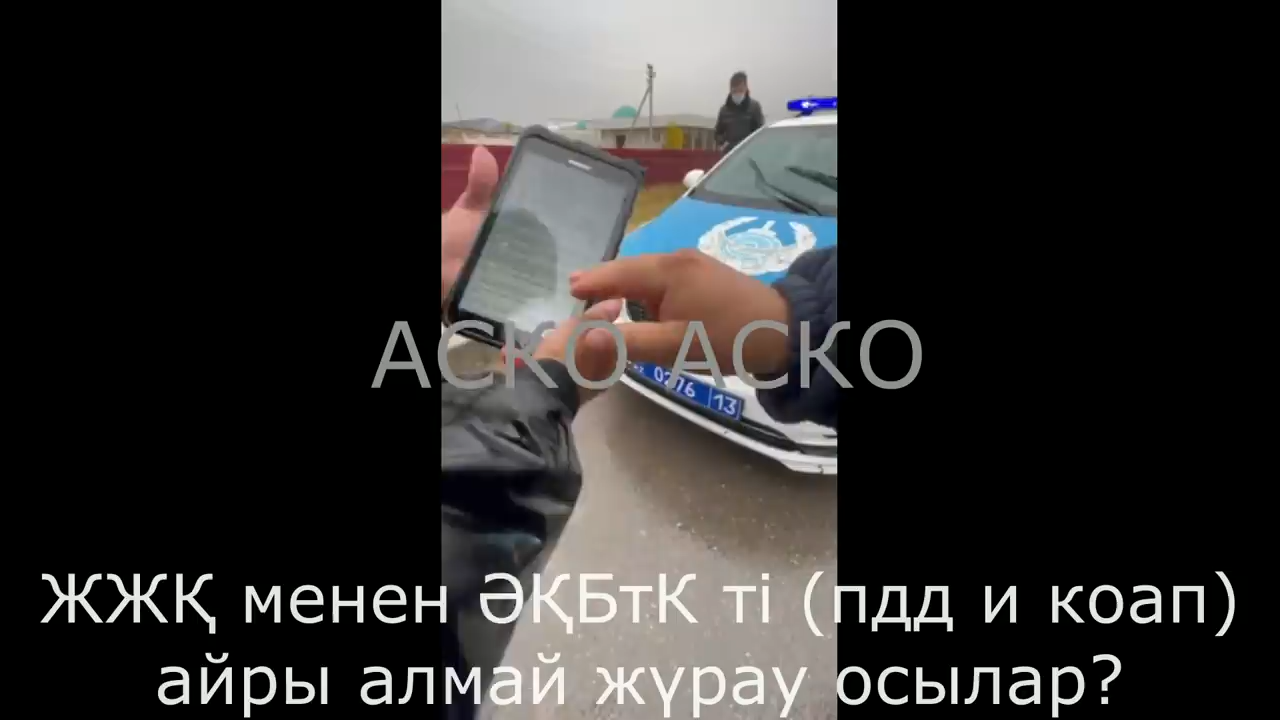 АСКО АСКО
0276 13
ЖЖҚ менен ӘҚБтК ті (пдд и коап)
айры алмай жүрау осылар?